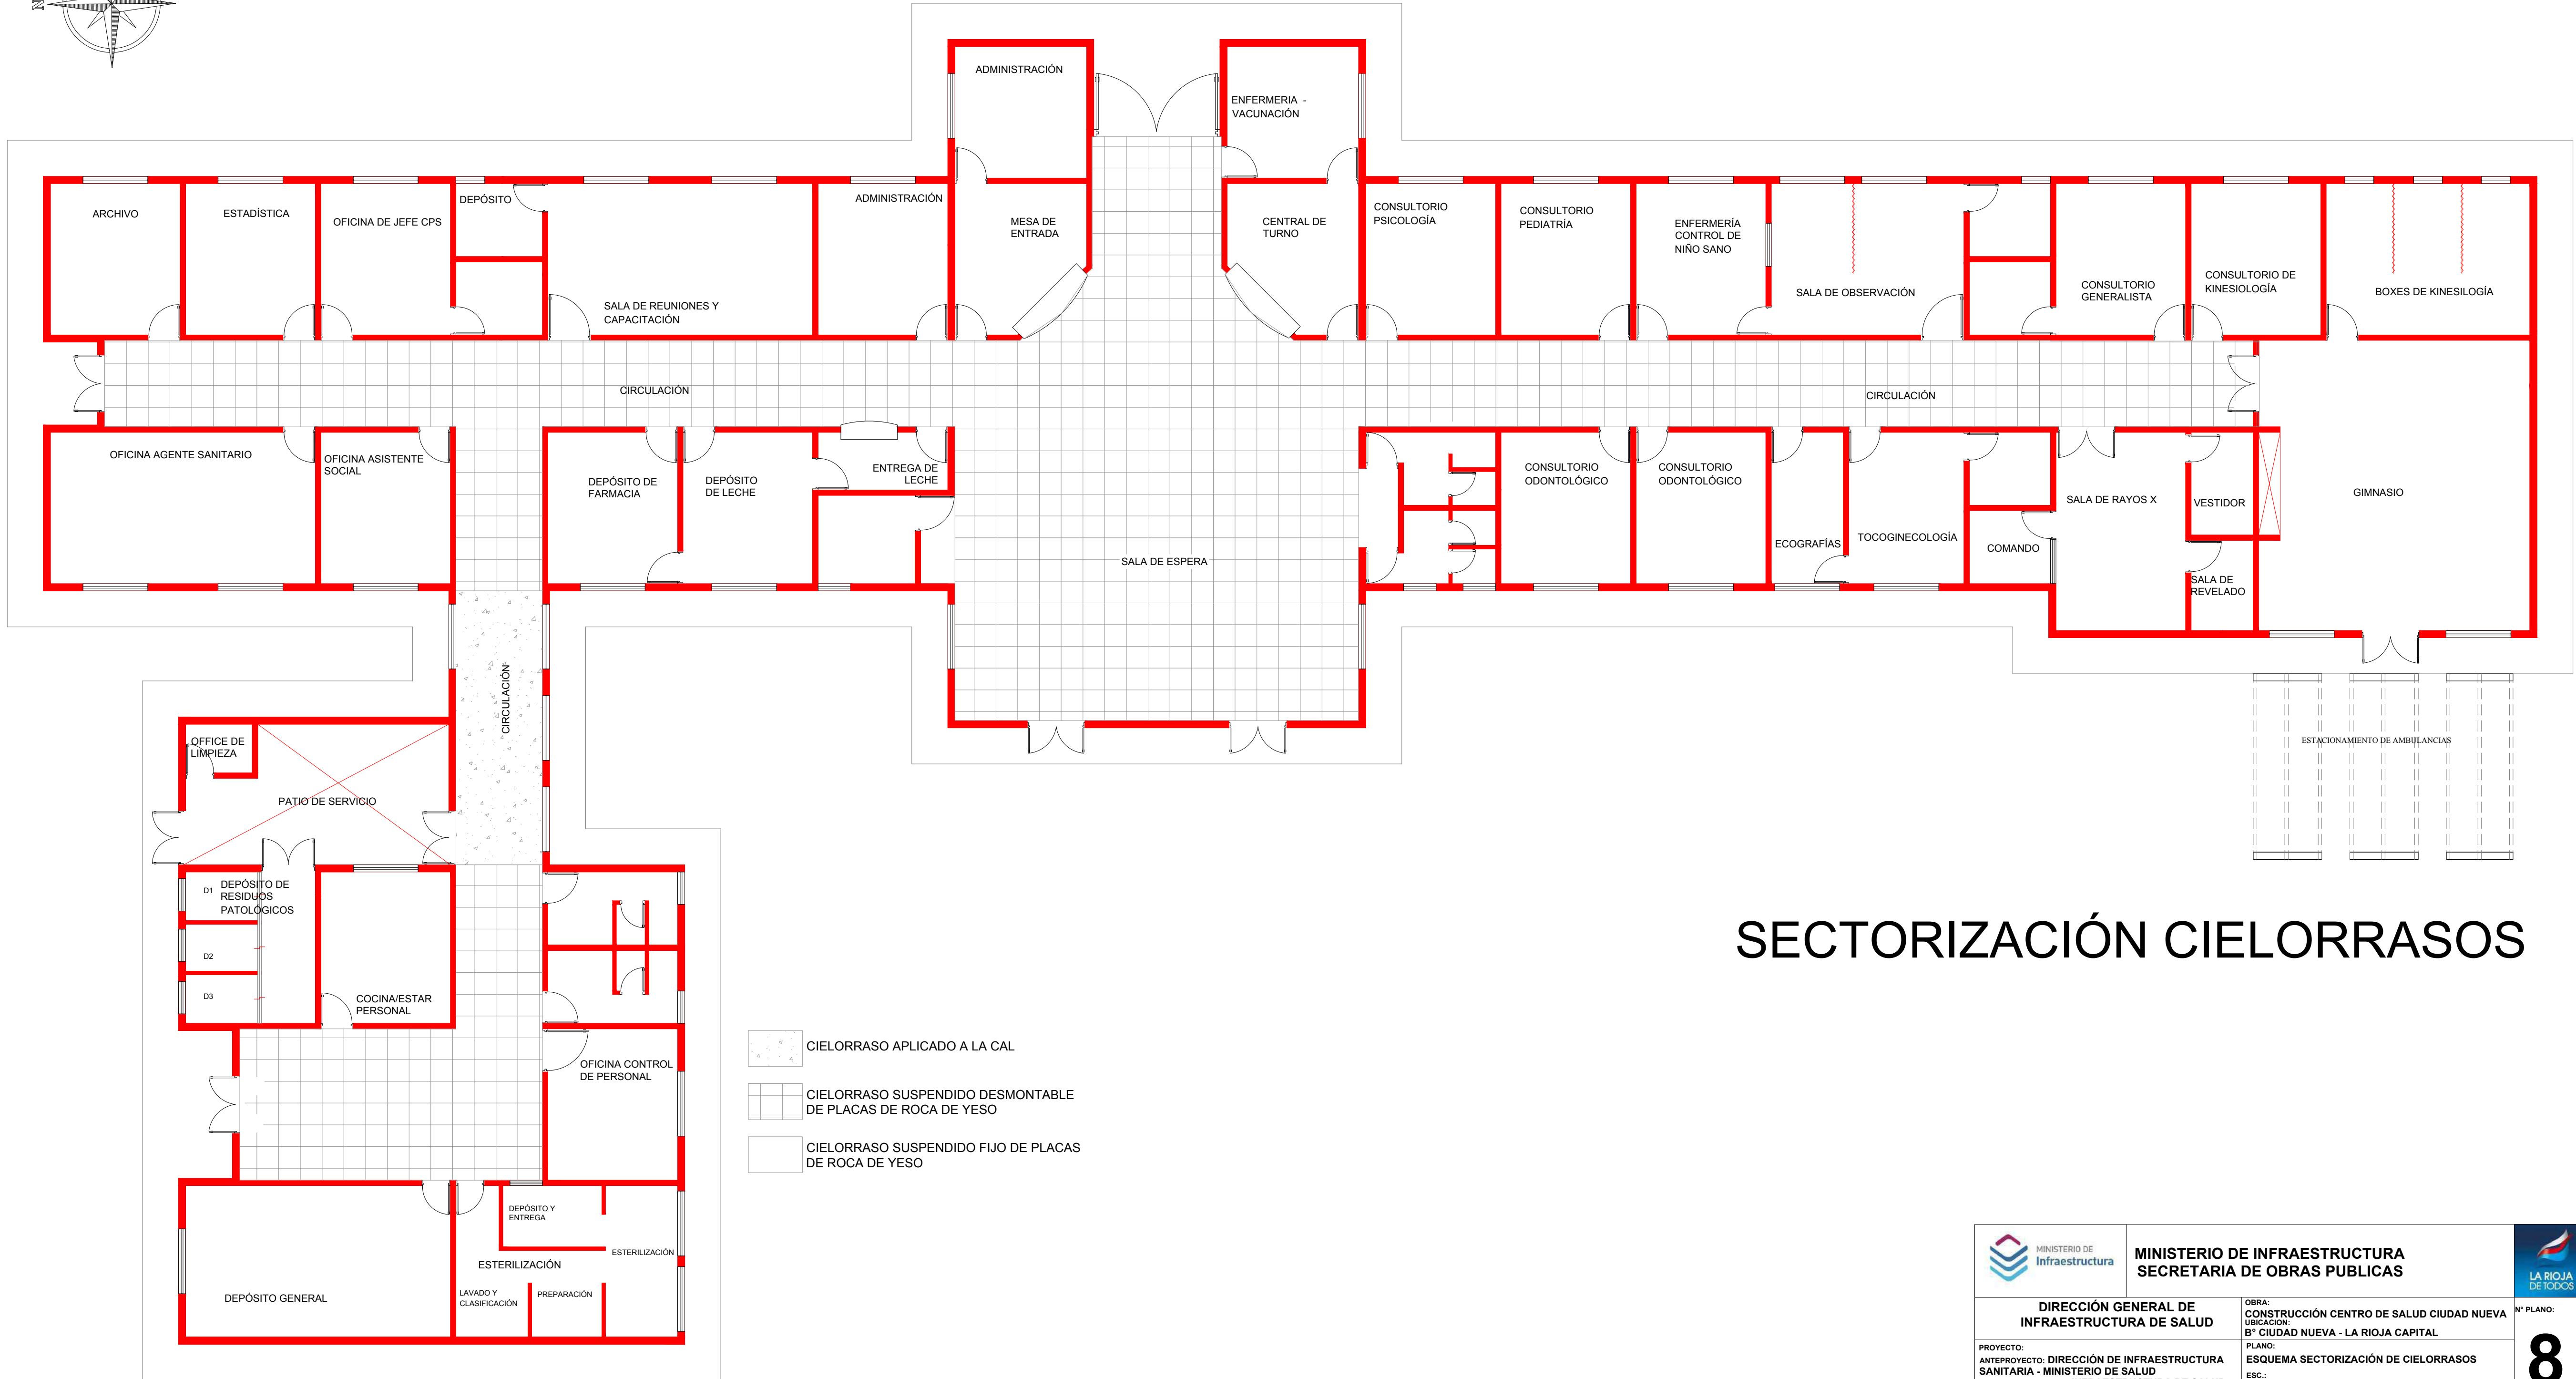 N
ADMINISTRACIÓN
ENFERMERIA -
VACUNACIÓN
ARCHIVO
ESTADÍSTICA
OFICINA DE JEFE CPS
DEPÓSITO
SALA DE REUNIONES Y
CAPACITACIÓN
ADMINISTRACIÓN
MESA DE
ENTRADA
CENTRAL DE
TURNO
CONSULTORIO
PSICOLOGÍA
CONSULTORIO
PEDIATRÍA
ENFERMERÍA
CONTROL DE
NIÑO SANO
SALA DE OBSERVACIÓN
CONSULTORIO
GENERALISTA
CONSULTORIO DE
KINESIOLOGÍA
BOXES DE KINESILOGÍA
CIRCULACIÓN
CIRCULACIÓN
OFICINA AGENTE SANITARIO
OFICINA ASISTENTE
SOCIAL
DEPÓSITO DE
FARMACIA
DEPÓSITO
DE LECHE
ENTREGA DE
LECHE
SALA DE ESPERA
CONSULTORIO
ODONTOLÓGICO
CONSULTORIO
ODONTOLÓGICO
ECOGRAFÍAS
TOCOGINECOLOGÍA
COMANDO
SALA DE RAYOS X
VESTIDOR
SALA DE
REVELADO
GIMNASIO
CIRCULACIÓN
OFFICE DE
LIMPIEZA
PATIO DE SERVICIO
ESTACIONAMIENTO DE AMBULANCIAS
D1
DEPÓSITO DE
RESIDUOS
PATOLÓGICOS
D2
D3
COCINA/ESTAR
PERSONAL
OFICINA CONTROL
DE PERSONAL
SECTORIZACIÓN CIELORRASOS
CIELORRASO APLICADO A LA CAL
CIELORRASO SUSPENDIDO DESMONTABLE
DE PLACAS DE ROCA DE YESO
CIELORRASO SUSPENDIDO FIJO DE PLACAS
DE ROCA DE YESO
DEPÓSITO Y
ENTREGA
ESTERILIZACIÓN
ESTERILIZACIÓN
DEPÓSITO GENERAL
LAVADO Y
CLASIFICACIÓN
PREPARACIÓN
MINISTERIO DE
Infraestructura
MINISTERIO DE INFRAESTRUCTURA
SECRETARIA DE OBRAS PUBLICAS
LA RIOJA
DE TODOS
DIRECCIÓN GENERAL DE
INFRAESTRUCTURA DE SALUD
OBRA:
CONSTRUCCIÓN CENTRO DE SALUD CIUDAD NUEVA
UBICACION:
B° CIUDAD NUEVA - LA RIOJA CAPITAL
N° PLANO:
8
PROYECTO:
ANTEPROYECTO: DIRECCIÓN DE INFRAESTRUCTURA
SANITARIA - MINISTERIO DE SALUD
PLANO:
ESQUEMA SECTORIZACIÓN DE CIELORRASOS
ESC.: